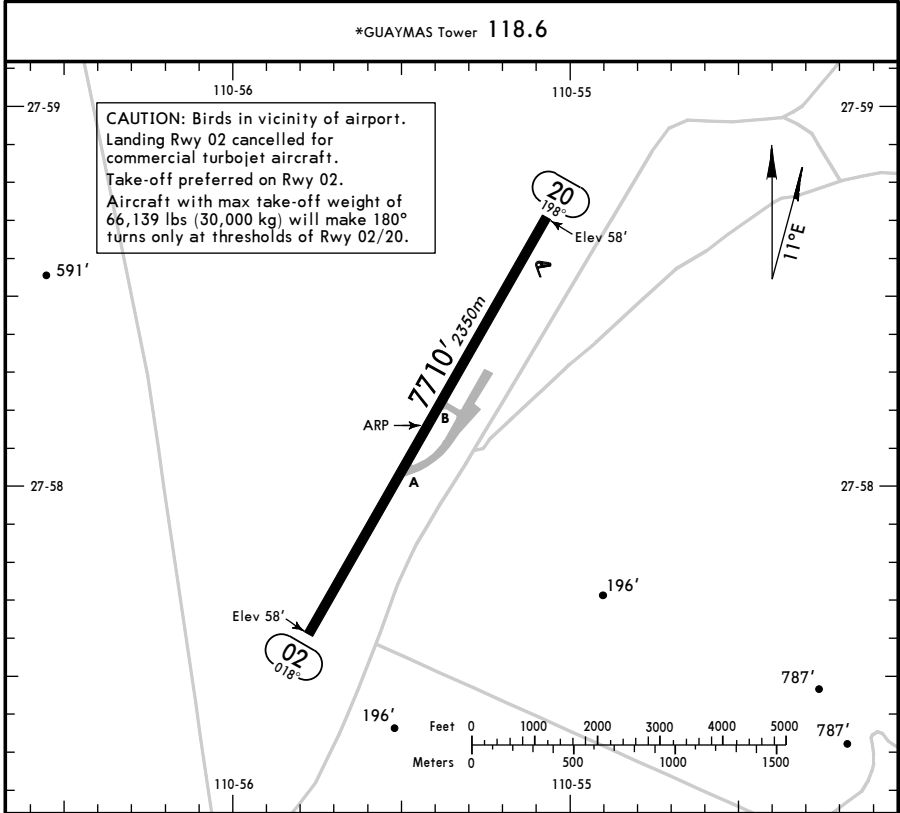 *GUAYMAS Tower 118.6
110-56
110-55
27-59
27-59
CAUTION: Birds in vicinity of airport.
Landing Rwy 02 cancelled for
commercial turbojet aircraft.
Take-off preferred on Rwy 02.
Aircraft with max take-off weight of
66,139 lbs (30,000 kg) will make 180°
turns only at thresholds of Rwy 02/20.
20
198°
Elev 58'
11°E
591'
7710' 2350m
ARP
B
A
27-58
27-58
196'
Elev 58'
02
018°
787'
196'
787'
Feet 0 1000 2000 3000 4000 5000
Meters 0 500 1000 1500
110-56
110-55